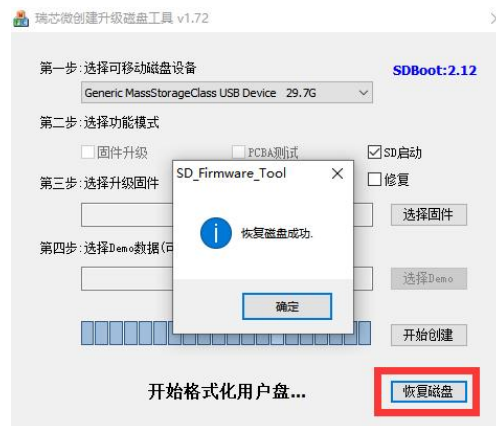 瑞芯微创建升级磁盘工具 v1.72
第一步:选择可移动磁盘设备
SDBoot:2.12
Generic MassStorageClass USB Device 29.7G
第二步:选择功能模式
固件升级
PCBA测试
SD启动
修复
第三步:选择升级固件
选择固件
第四步:选择Demo数据(可
选择Demo
SD_Firmware_Tool
恢复磁盘成功.
确定
开始创建
开始格式化用户盘...
恢复磁盘